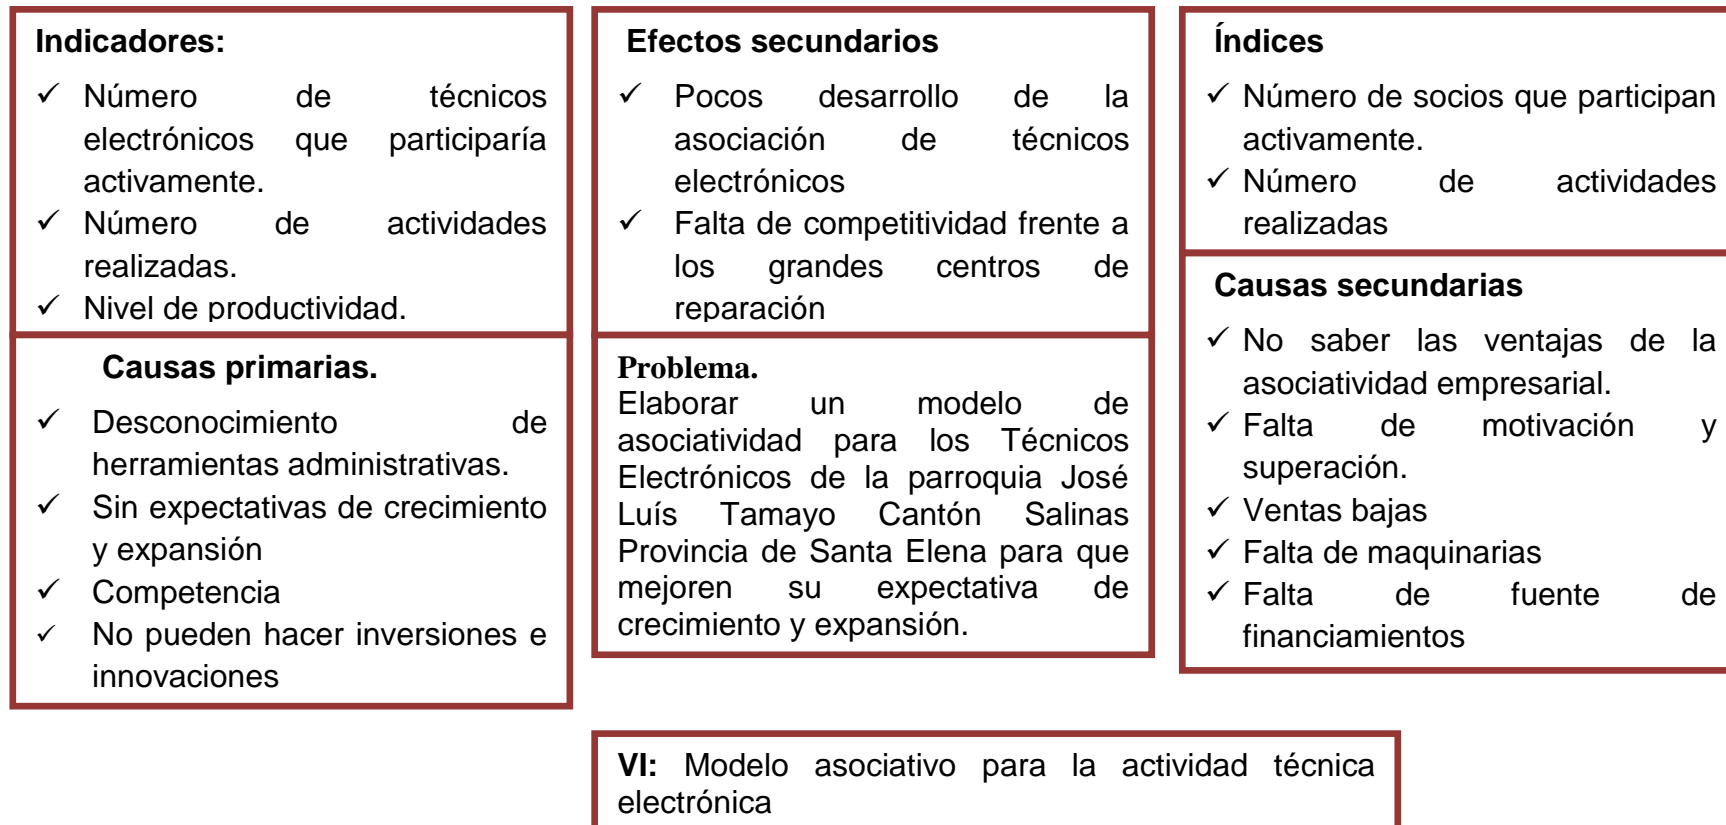 Indicadores:
✓ Número de técnicos
electrónicos que participaría
activamente.
✓ Número de actividades
realizadas.
✓ Nivel de productividad.
Causas primarias.
✓ Desconocimiento de
herramientas administrativas.
✓ Sin expectativas de crecimiento
y expansión
✓ Competencia
✓ No pueden hacer inversiones e
innovaciones
Efectos secundarios
✓ Pocos desarrollo de la
asociación de técnicos
electrónicos
✓ Falta de competitividad frente a
los grandes centros de
reparación
Problema.
Elaborar un modelo de
asociatividad para los Técnicos
Electrónicos de la parroquia José
Luís Tamayo Cantón Salinas
Provincia de Santa Elena para que
mejoren su expectativa de
crecimiento y expansión.
Índices
✓ Número de socios que participan
activamente.
✓ Número de actividades
realizadas
Causas secundarias
✓ No saber las ventajas de la
asociatividad empresarial.
✓ Falta de motivación y
superación.
✓ Ventas bajas
✓ Falta de maquinarias
✓ Falta de fuente de
financiamientos
VI: Modelo asociativo para la actividad técnica
electrónica